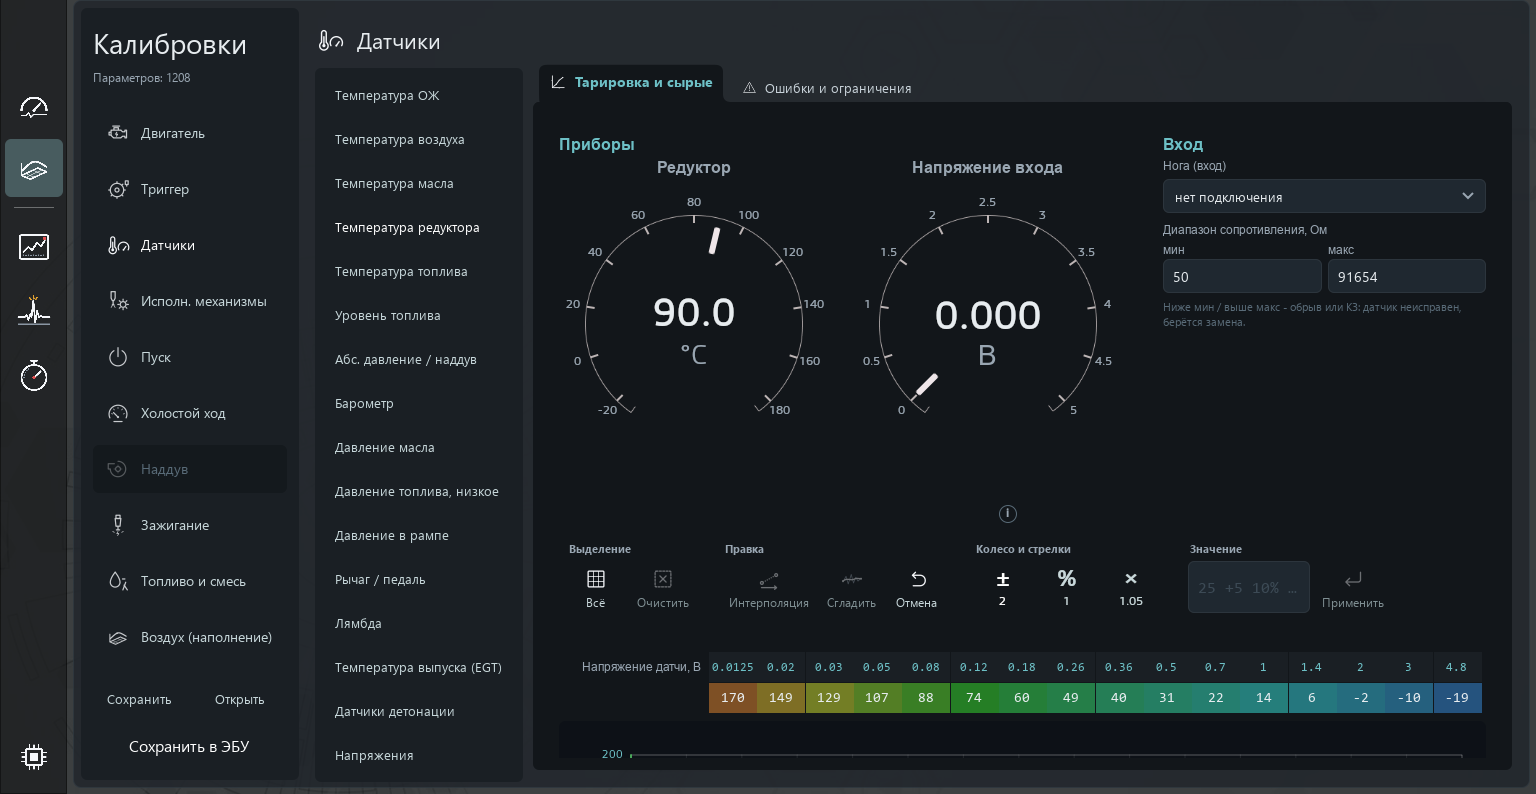 Калибровки
Параметров: 1208
Двигатель
Триггер
Датчики
Исполн. механизмы
Пуск
Холостой ход
Наддув
Зажигание
Топливо и смесь
Воздух (наполнение)
Сохранить
Открыть
Сохранить в ЭБУ
Датчики
Температура ОЖ
Температура воздуха
Температура масла
Температура редуктора
Температура топлива
Уровень топлива
Абс. давление / наддув
Барометр
Давление масла
Давление топлива, низкое
Давление в рампе
Рычаг / педаль
Лямбда
Температура выпуска (EGT)
Датчики детонации
Напряжения
Тарировка и сырые
Ошибки и ограничения
Приборы
Редуктор
-20 0 20 40 60 80 100 120 140 160 180
90.0
°C
Напряжение входа
0 0.5 1 1.5 2 2.5 3 3.5 4 4.5 5
0.000
В
Вход
Нога (вход)
нет подключения
Диапазон сопротивления, Ом
мин макс
50 91654
Ниже мин / выше макс - обрыв или КЗ: датчик неисправен,
берётся замена.
i
Выделение
Всё Очистить
Правка
Интерполяция Сгладить Отмена
Колесо и стрелки
± % ×
2 1 1.05
Значение
25 +5 10% …
Применить
Напряжение датчи, В 0.0125 0.02 0.03 0.05 0.08 0.12 0.18 0.26 0.36 0.5 0.7 1 1.4 2 3 4.8
170 149 129 107 88 74 60 49 40 31 22 14 6 -2 -10 -19
200